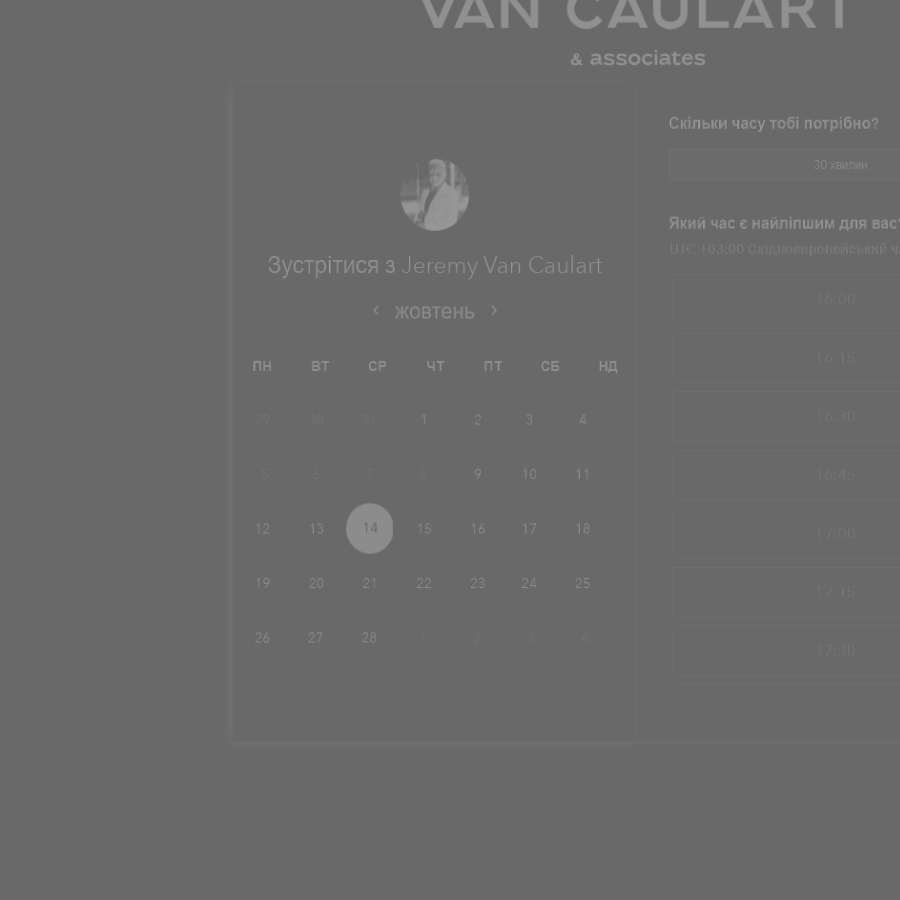 VAN CAULART
& associates
Зустрітися з Jeremy Van Caulart
‹ жовтень ›
ПН ВТ СР ЧТ ПТ СБ НД
29 30 31 1 2 3 4
5 6 7 8 9 10 11
12 13 14 15 16 17 18
19 20 21 22 23 24 25
26 27 28 1 2 3 4
Скільки часу тобі потрібно?
30 хвилин
Який час є найліпшим для вас
UTC +03:00 Східноєвропейський ч
16:00
16:15
16:30
16:45
17:00
17:15
17:30